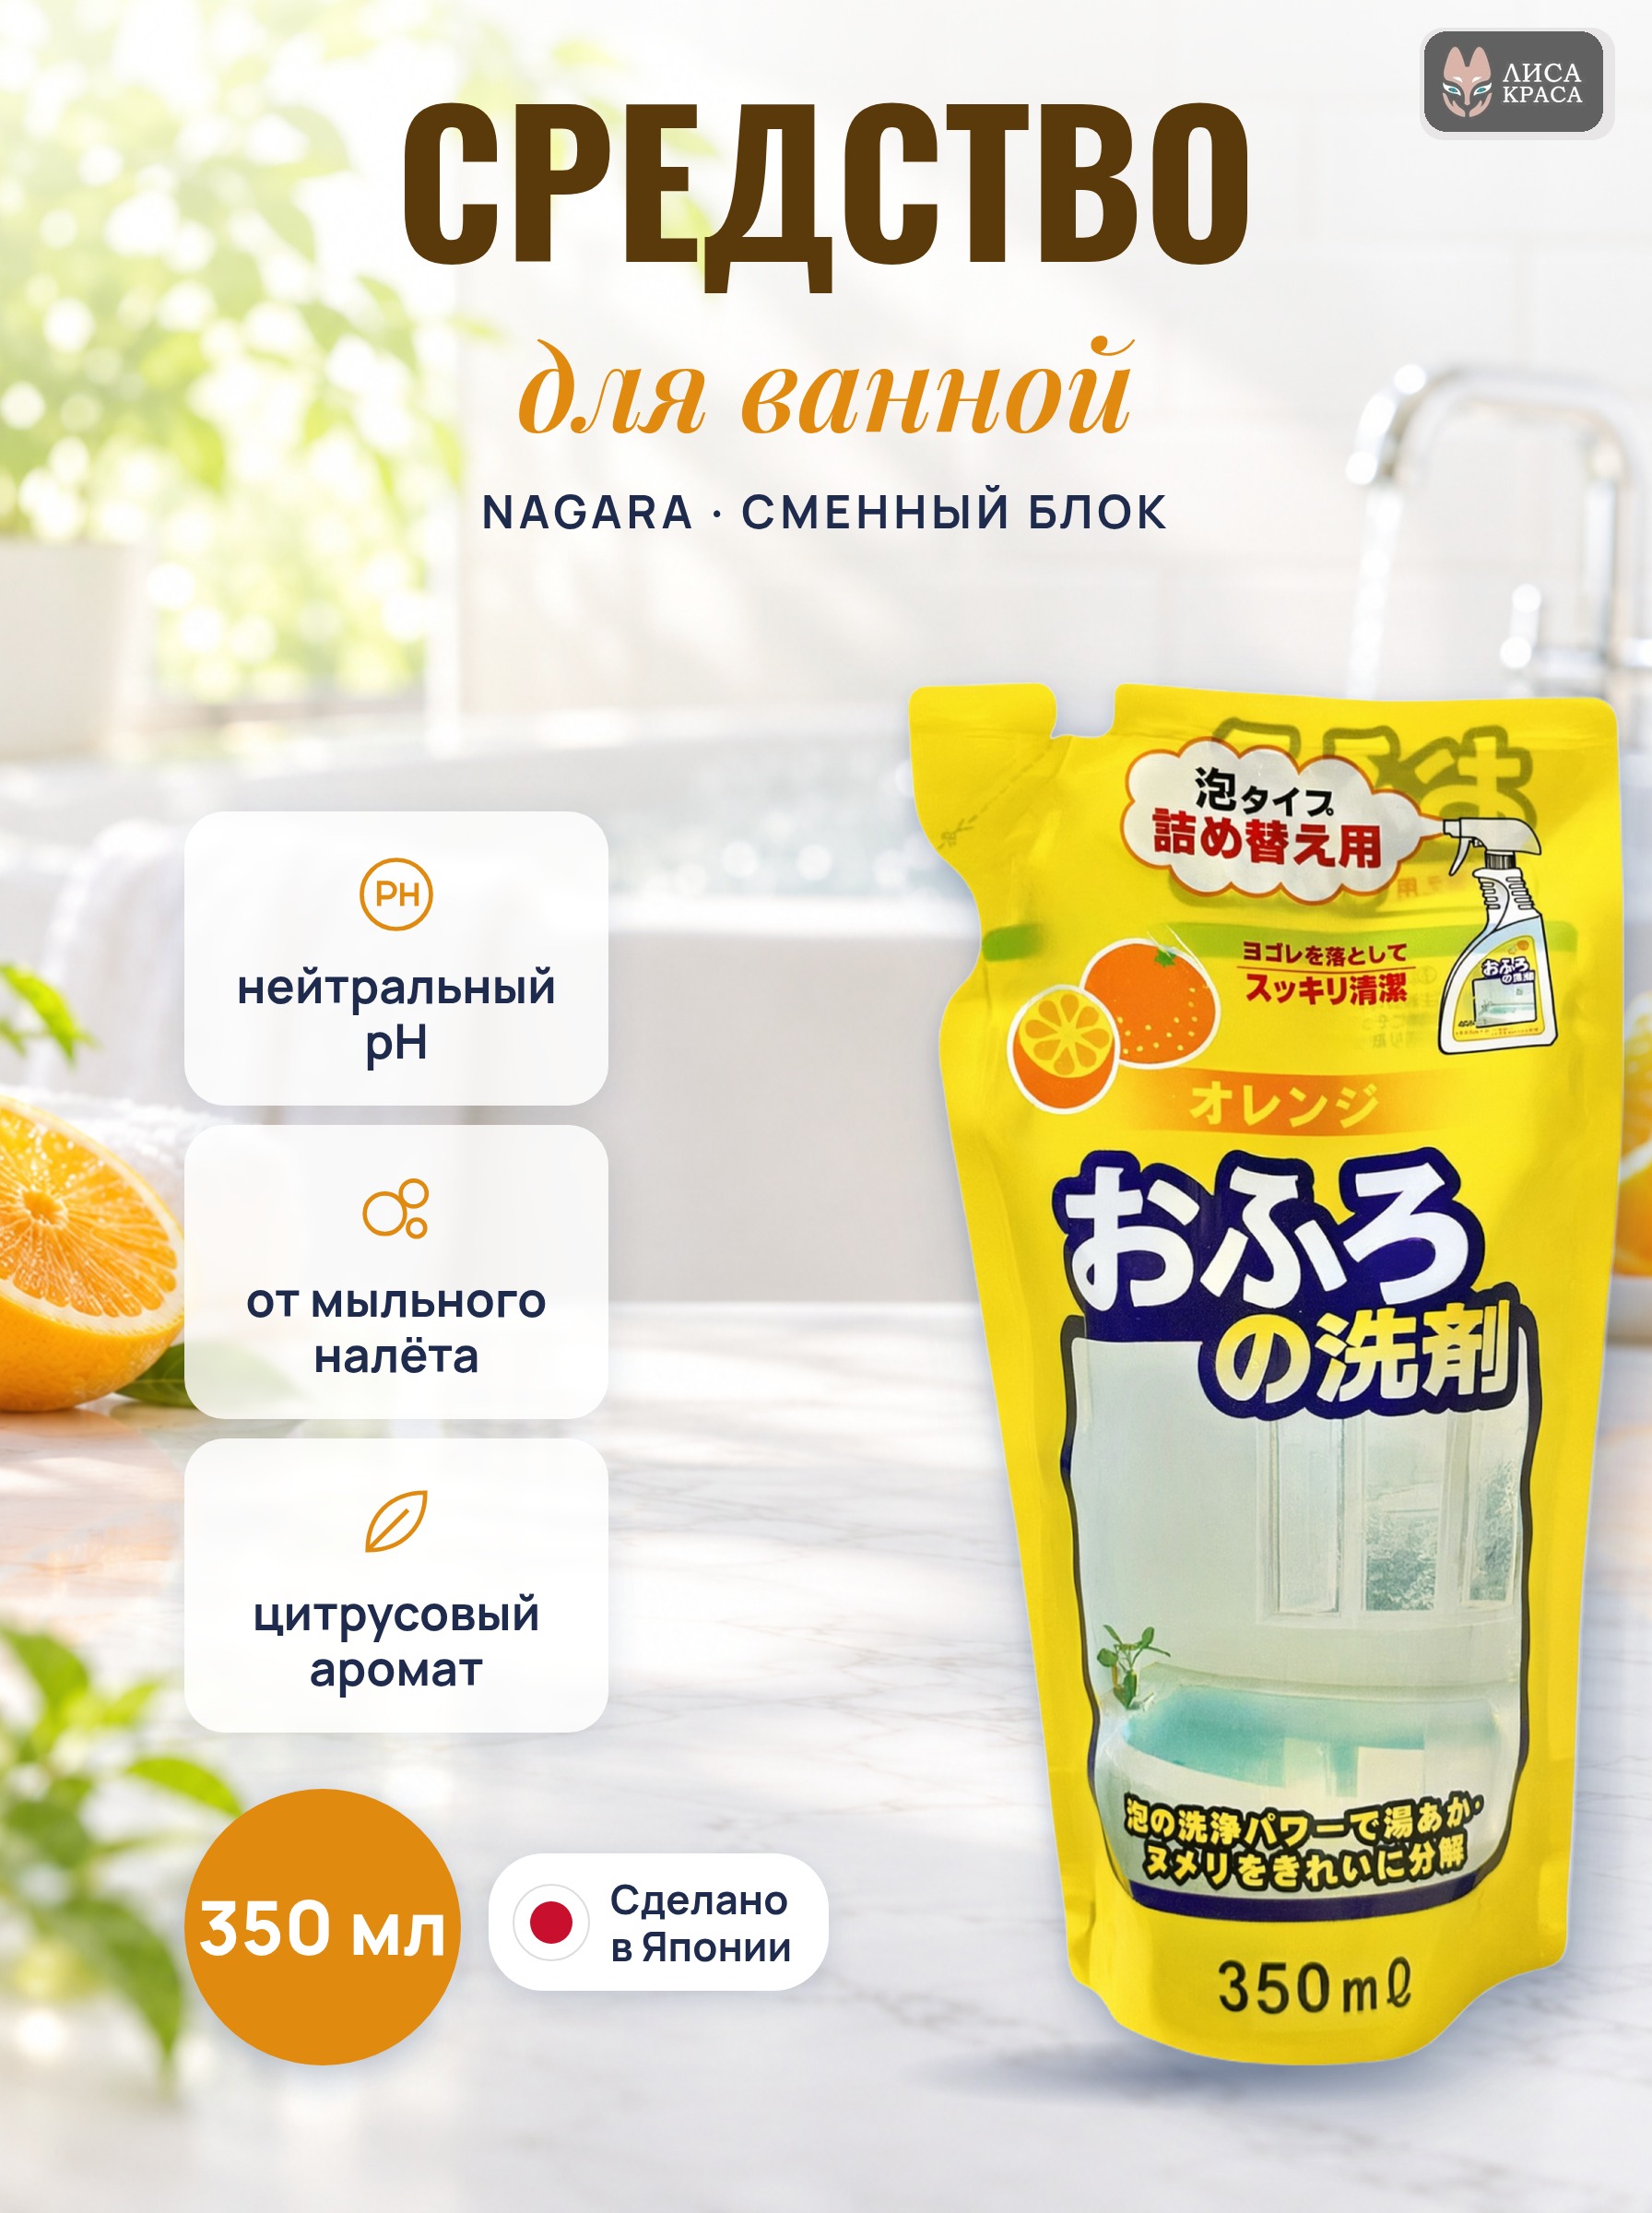 ЛИСА
КРАСА
СРЕДСТВО
для ванной
NAGARA · СМЕННЫЙ БЛОК
PH
нейтральный
pH
от мыльного
налёта
цитрусовый
аромат
350 мл
Сделано
в Японии
泡タイプ
詰め替え用
ヨゴレを落として
スッキリ清潔
おふろ
の洗剤
オレンジ
おふろ
の洗剤
泡の洗浄パワーで湯あか・
ヌメリをきれいに分解
350mℓ